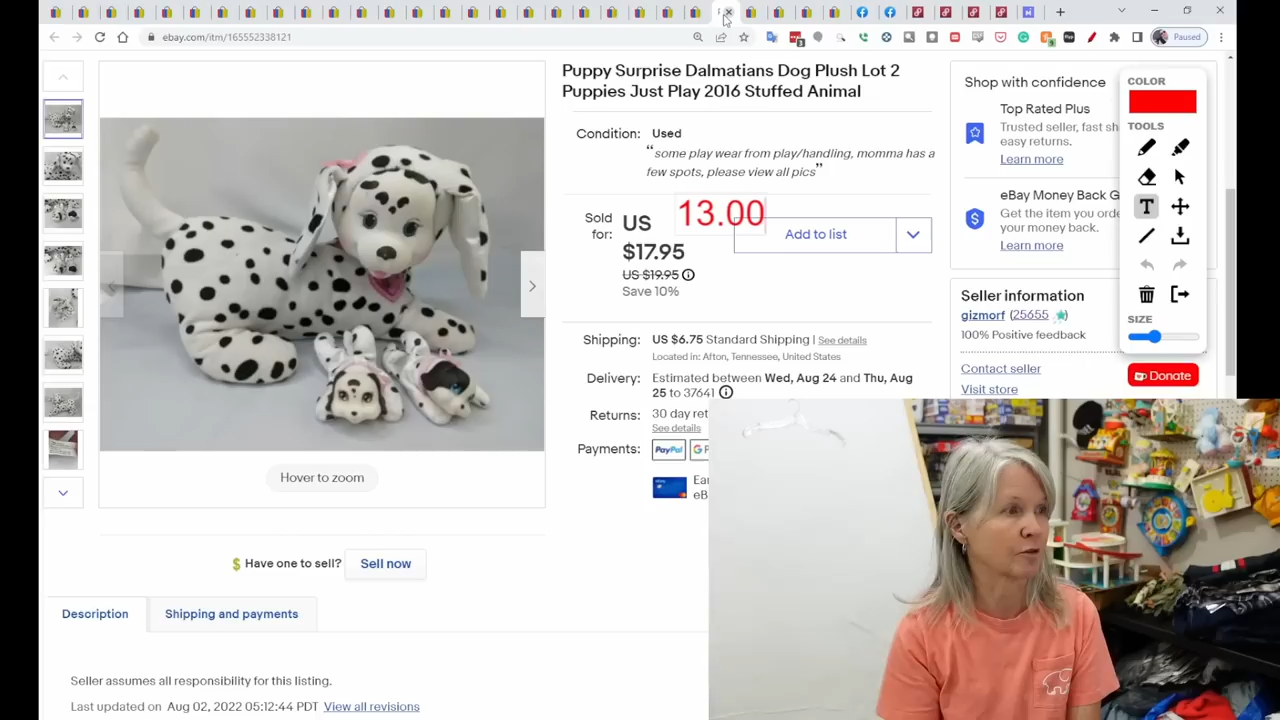 ebay.com/itm/165552338121
Paused
Puppy Surprise Dalmatians Dog Plush Lot 2
Puppies Just Play 2016 Stuffed Animal
Condition:
Used
“some play wear from play/handling, momma has a
few spots, please view all pics”
Sold
for:
US
$17.95
13.00
US $19.95
Save 10%
Add to list
Shipping:
US $6.75 Standard Shipping | See details
Located in: Afton, Tennessee, United States
Delivery:
Estimated between Wed, Aug 24 and Thu, Aug
25 to 37641
Returns:
30 day ret
See details
Payments:
PayPal
G P
Ear
eB
Hover to zoom
Have one to sell?
Sell now
Description
Shipping and payments
Seller assumes all responsibility for this listing.
Last updated on Aug 02, 2022 05:12:44 PDT View all revisions
Shop with confidence
Top Rated Plus
Trusted seller, fast sh
easy returns.
Learn more
eBay Money Back G
Get the item you orde
your money back.
Learn more
Seller information
gizmorf (25655
100% Positive feedback
Contact seller
Visit store
COLOR
TOOLS
T
SIZE
Donate